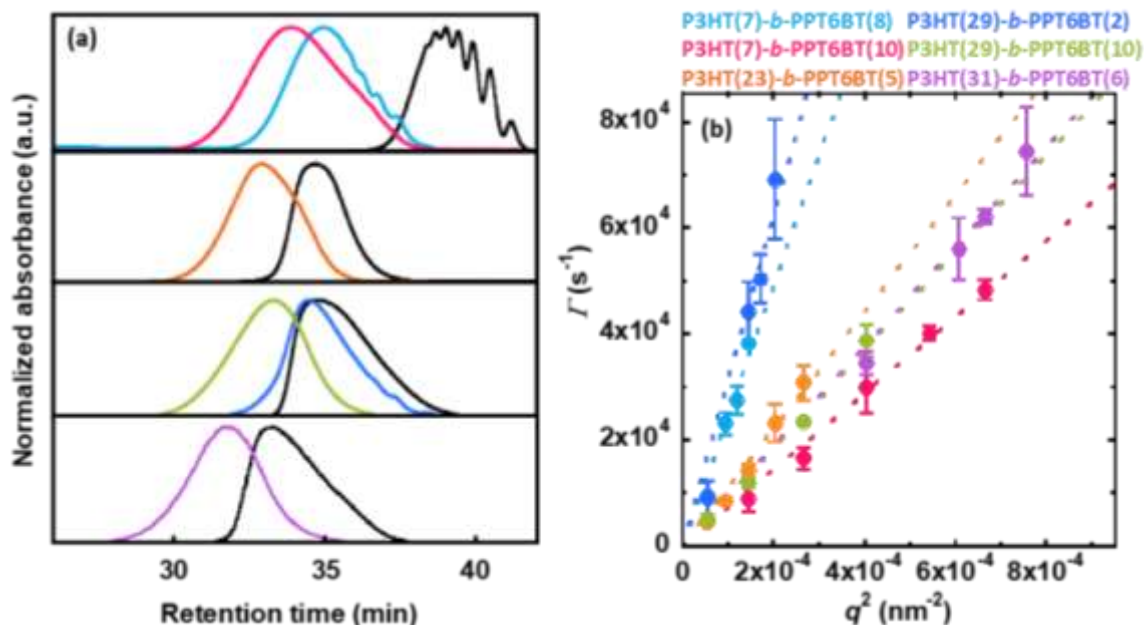 (a)
Normalized absorbance (a.u.)
30 35 40
Retention time (min)
P3HT(7)-b-PPT6BT(8) P3HT(29)-b-PPT6BT(2)
P3HT(7)-b-PPT6BT(10) P3HT(29)-b-PPT6BT(10)
P3HT(23)-b-PPT6BT(5) P3HT(31)-b-PPT6BT(6)
(b)
Γ (s⁻¹)
8x10⁴
6x10⁴
4x10⁴
2x10⁴
0
0 2x10⁻⁴ 4x10⁻⁴ 6x10⁻⁴ 8x10⁻⁴
q² (nm⁻²)